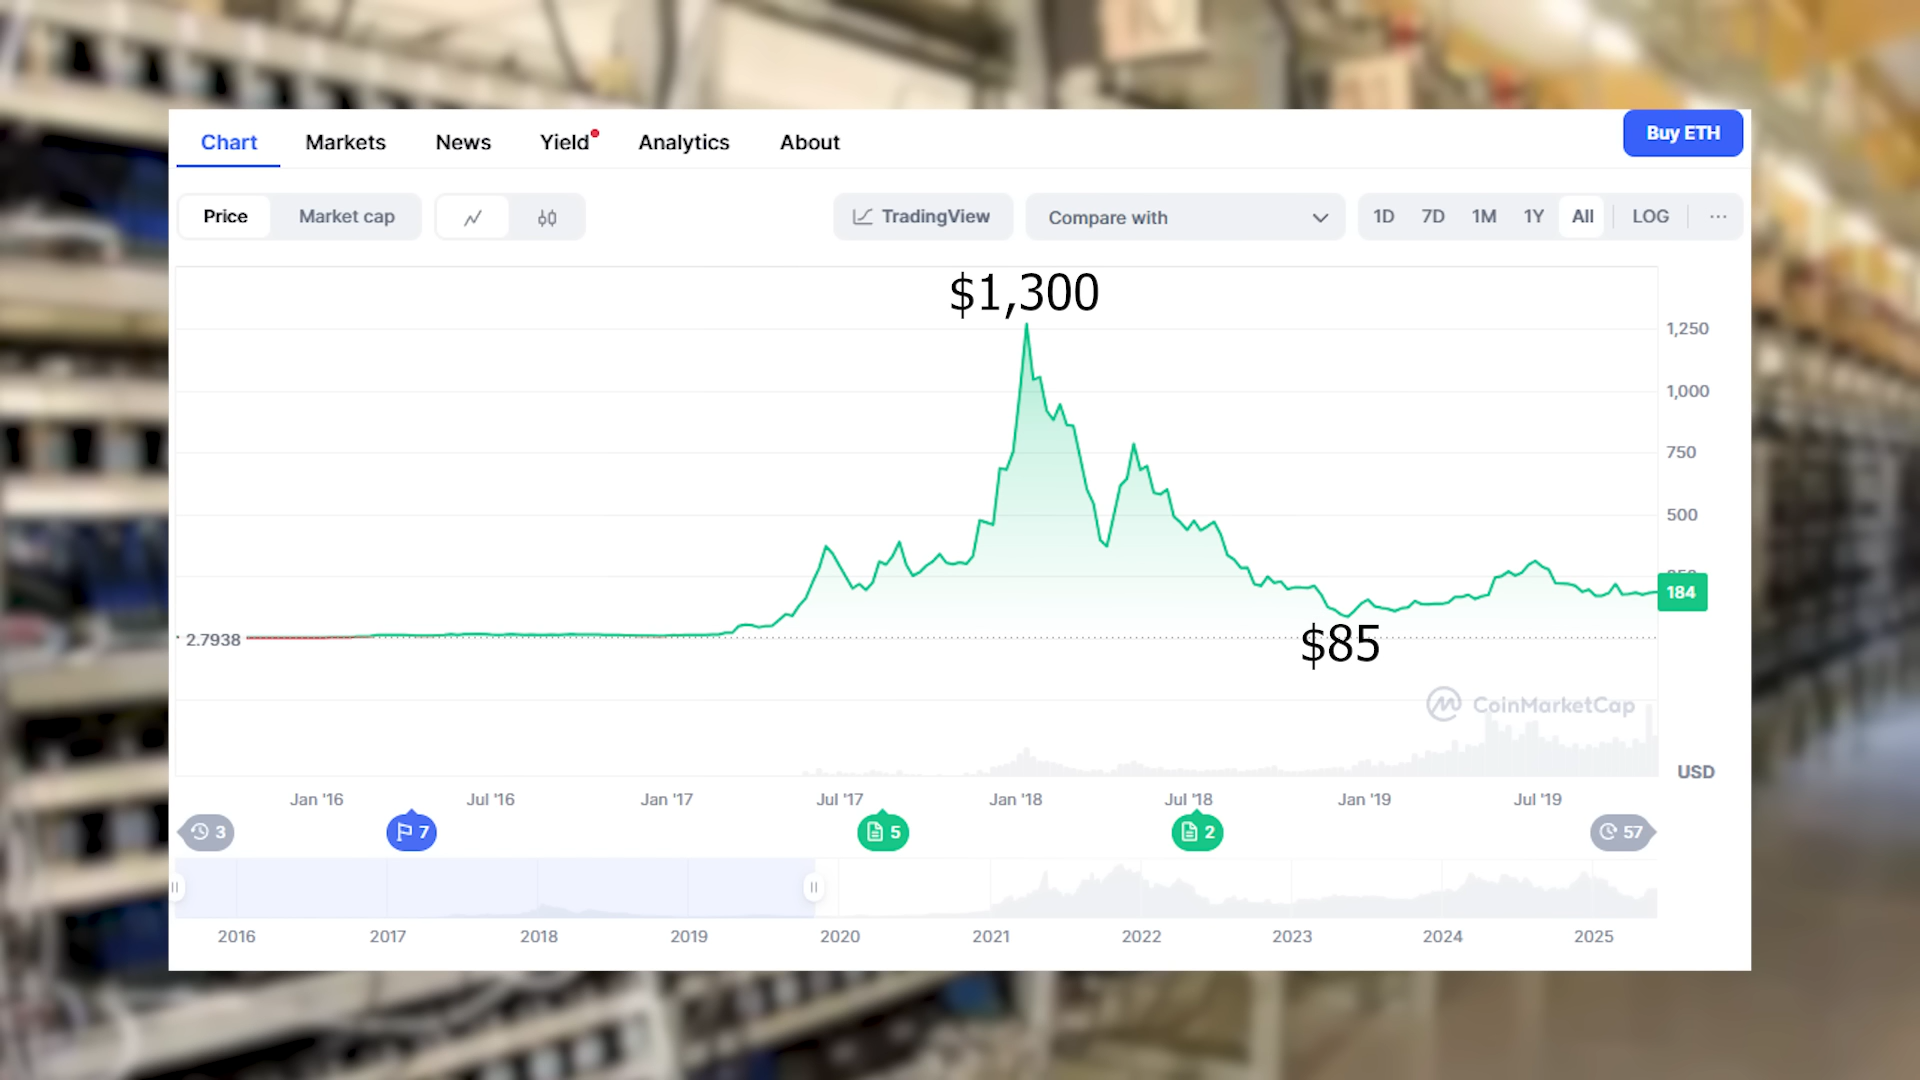 Chart Markets News Yield Analytics About Buy ETH
Price Market cap TradingView Compare with 1D 7D 1M 1Y All LOG ...
$1,300
1,250
1,000
750
500
184
2.7938
$85
CoinMarketCap
USD
Jan '16 Jul '16 Jan '17 Jul '17 Jan '18 Jul '18 Jan '19 Jul '19
3 7 5 2 57
2016 2017 2018 2019 2020 2021 2022 2023 2024 2025